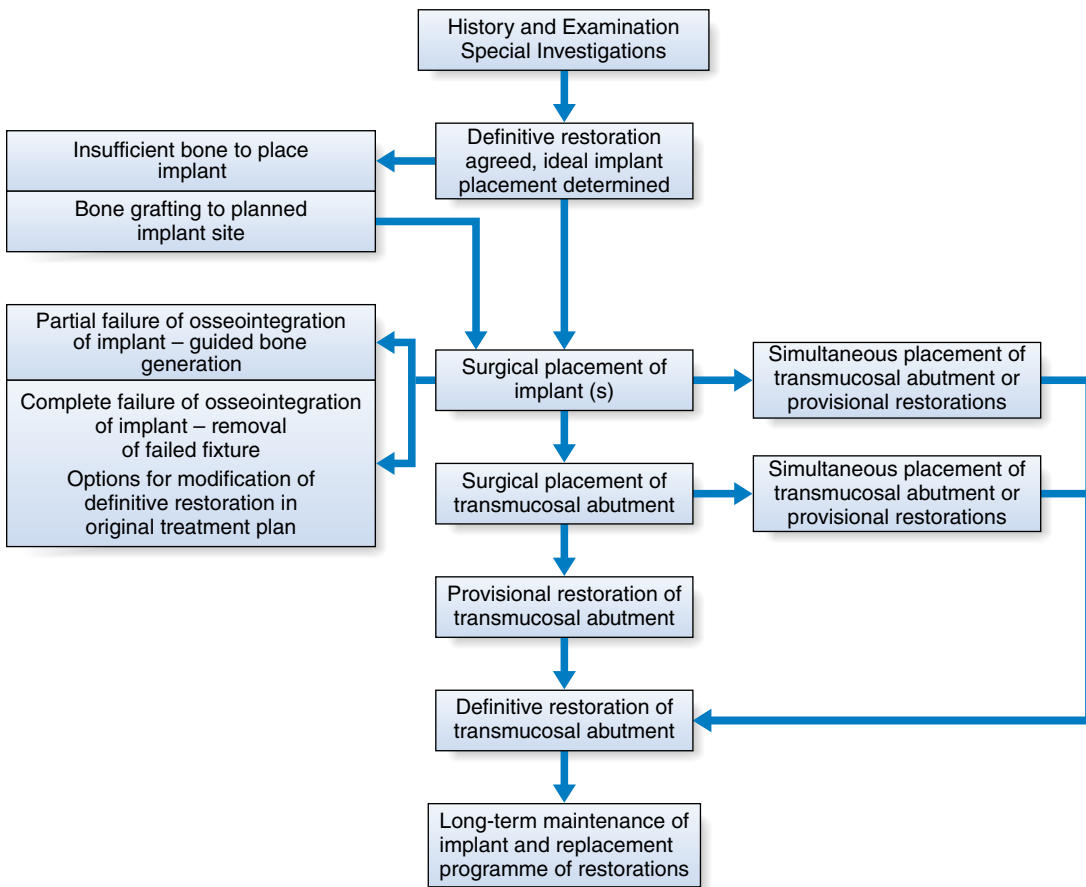 History and Examination
Special Investigations
Definitive restoration
agreed, ideal implant
placement determined
Insufficient bone to place
implant
Bone grafting to planned
implant site
Partial failure of osseointegration
of implant – guided bone
generation
Complete failure of osseointegration
of implant – removal
of failed fixture
Options for modification of
definitive restoration in
original treatment plan
Surgical placement of
implant (s)
Simultaneous placement of
transmucosal abutment or
provisional restorations
Surgical placement of
transmucosal abutment
Simultaneous placement of
transmucosal abutment or
provisional restorations
Provisional restoration of
transmucosal abutment
Definitive restoration of
transmucosal abutment
Long-term maintenance of
implant and replacement
programme of restorations